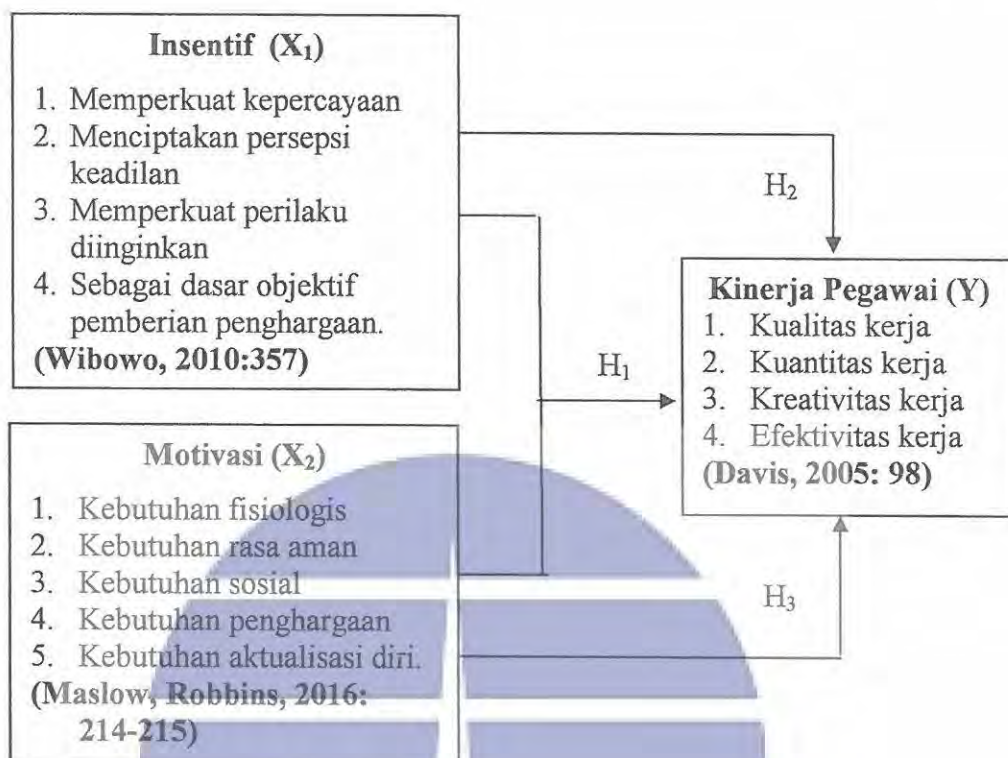 Insentif (X₁)
1. Memperkuat kepercayaan
2. Menciptakan persepsi
keadilan
3. Memperkuat perilaku
diinginkan
4. Sebagai dasar objektif
pemberian penghargaan.
(Wibowo, 2010:357)
H₂
Kinerja Pegawai (Y)
1. Kualitas kerja
2. Kuantitas kerja
3. Kreativitas kerja
4. Efektivitas kerja
(Davis, 2005: 98)
H₁
Motivasi (X₂)
1. Kebutuhan fisiologis
2. Kebutuhan rasa aman
3. Kebutuhan sosial
4. Kebutuhan penghargaan
5. Kebutuhan aktualisasi diri.
(Maslow, Robbins, 2016:
214-215)
H₃